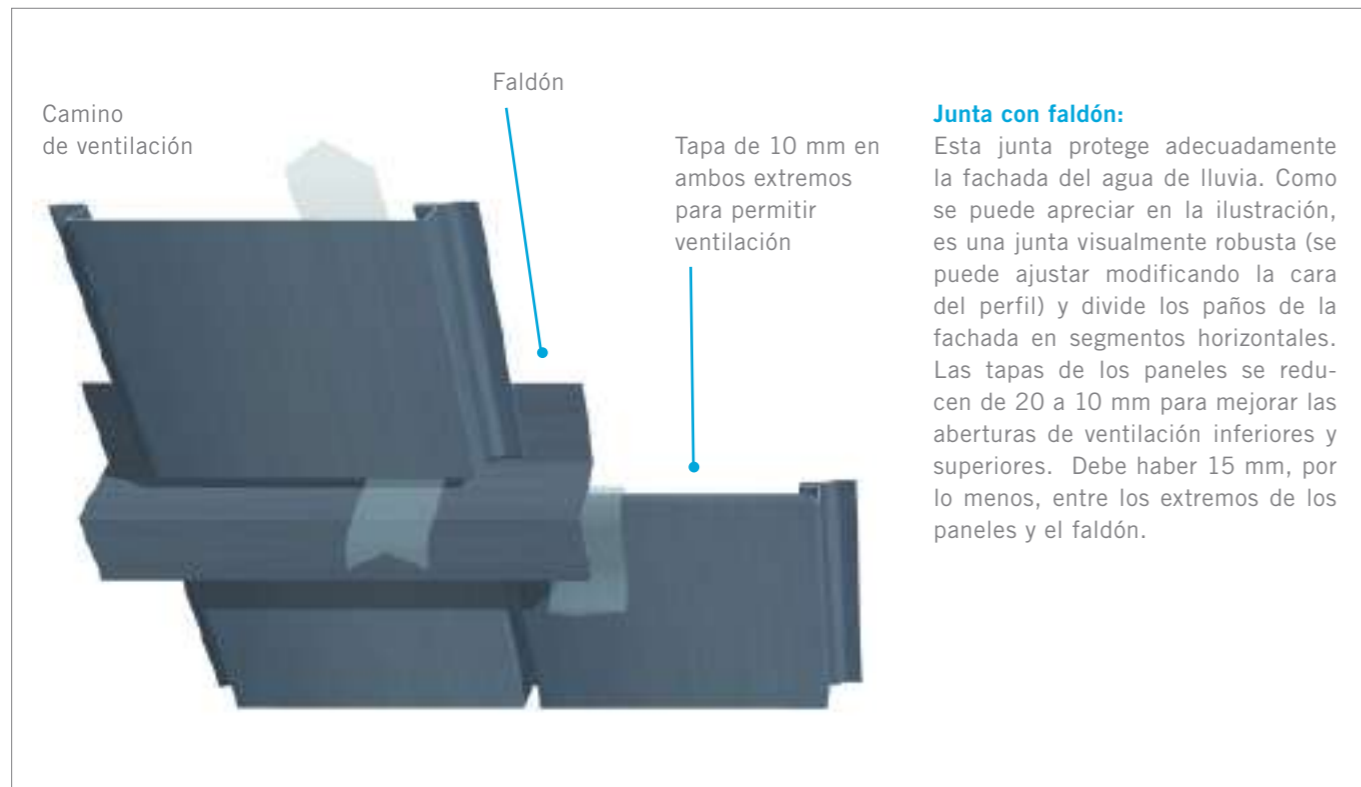 Camino
de ventilación
Faldón
Tapa de 10 mm en
ambos extremos
para permitir
ventilación
Junta con faldón:
Esta junta protege adecuadamente
la fachada del agua de lluvia. Como
se puede apreciar en la ilustración,
es una junta visualmente robusta (se
puede ajustar modificando la cara
del perfil) y divide los paños de la
fachada en segmentos horizontales.
Las tapas de los paneles se redu-
cen de 20 a 10 mm para mejorar las
aberturas de ventilación inferiores y
superiores. Debe haber 15 mm, por
lo menos, entre los extremos de los
paneles y el faldón.